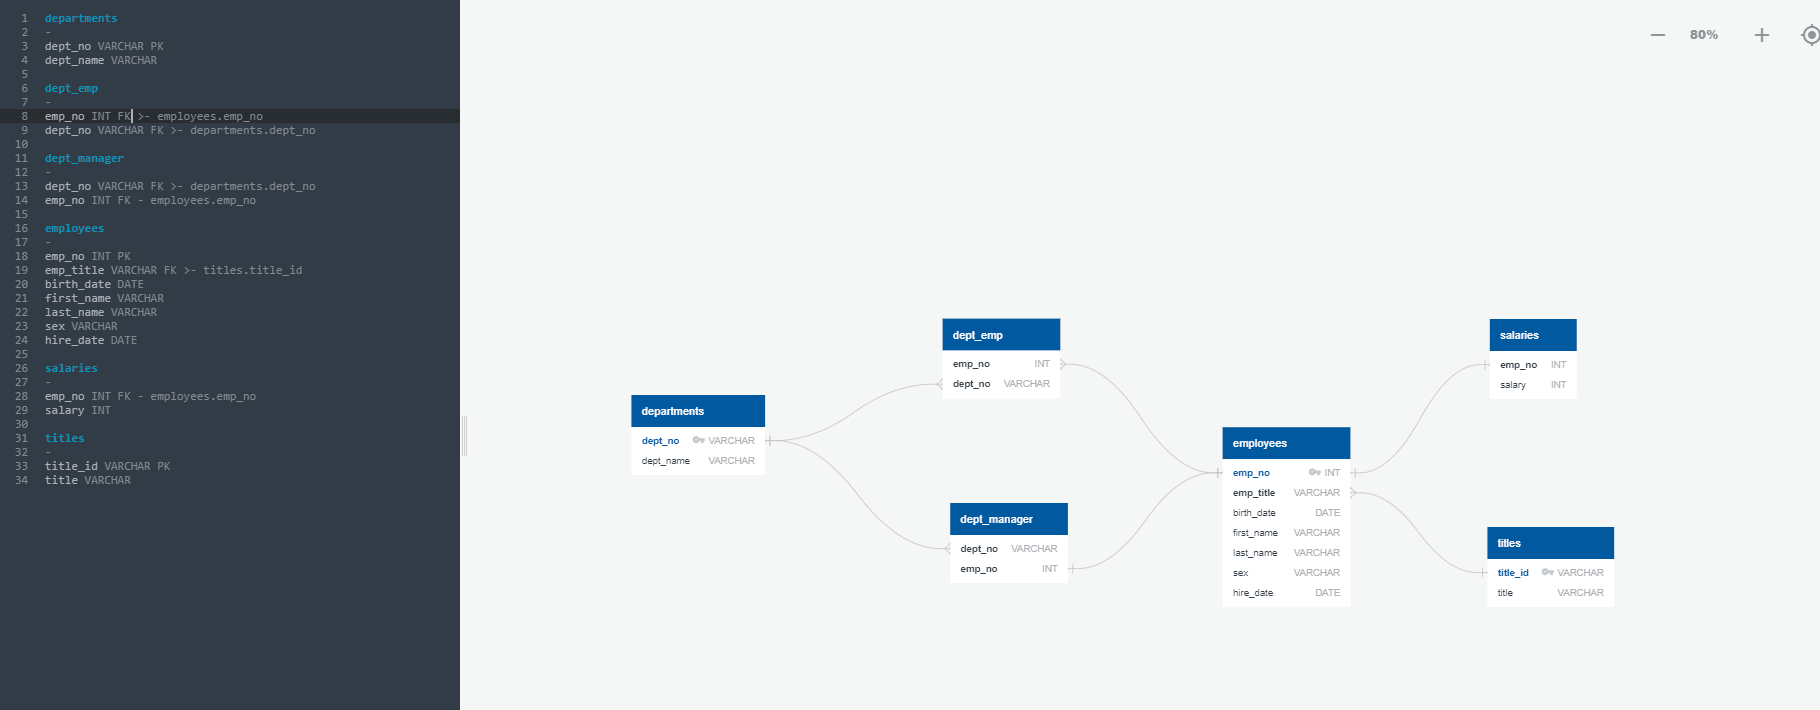 1 departments
2 -
3 dept_no VARCHAR PK
4 dept_name VARCHAR
5
6 dept_emp
7 -
8 emp_no INT FK >- employees.emp_no
9 dept_no VARCHAR FK >- departments.dept_no
10
11 dept_manager
12 -
13 dept_no VARCHAR FK >- departments.dept_no
14 emp_no INT FK - employees.emp_no
15
16 employees
17 -
18 emp_no INT PK
19 emp_title VARCHAR FK >- titles.title_id
20 birth_date DATE
21 first_name VARCHAR
22 last_name VARCHAR
23 sex VARCHAR
24 hire_date DATE
25
26 salaries
27 -
28 emp_no INT FK - employees.emp_no
29 salary INT
30
31 titles
32 -
33 title_id VARCHAR PK
34 title VARCHAR
80%
departments
dept_no VARCHAR
dept_name VARCHAR
dept_emp
emp_no INT
dept_no VARCHAR
dept_manager
dept_no VARCHAR
emp_no INT
employees
emp_no INT
emp_title VARCHAR
birth_date DATE
first_name VARCHAR
last_name VARCHAR
sex VARCHAR
hire_date DATE
salaries
emp_no INT
salary INT
titles
title_id VARCHAR
title VARCHAR